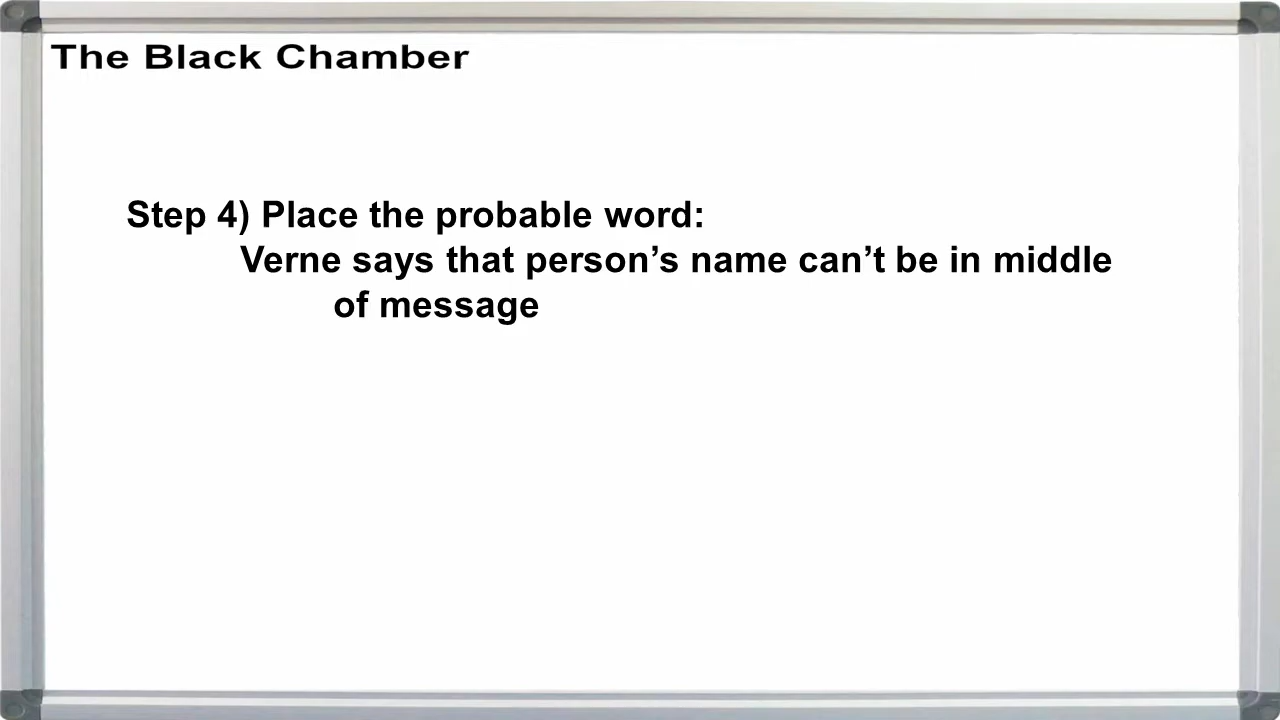 The Black Chamber
Step 4) Place the probable word:
Verne says that person’s name can’t be in middle
of message